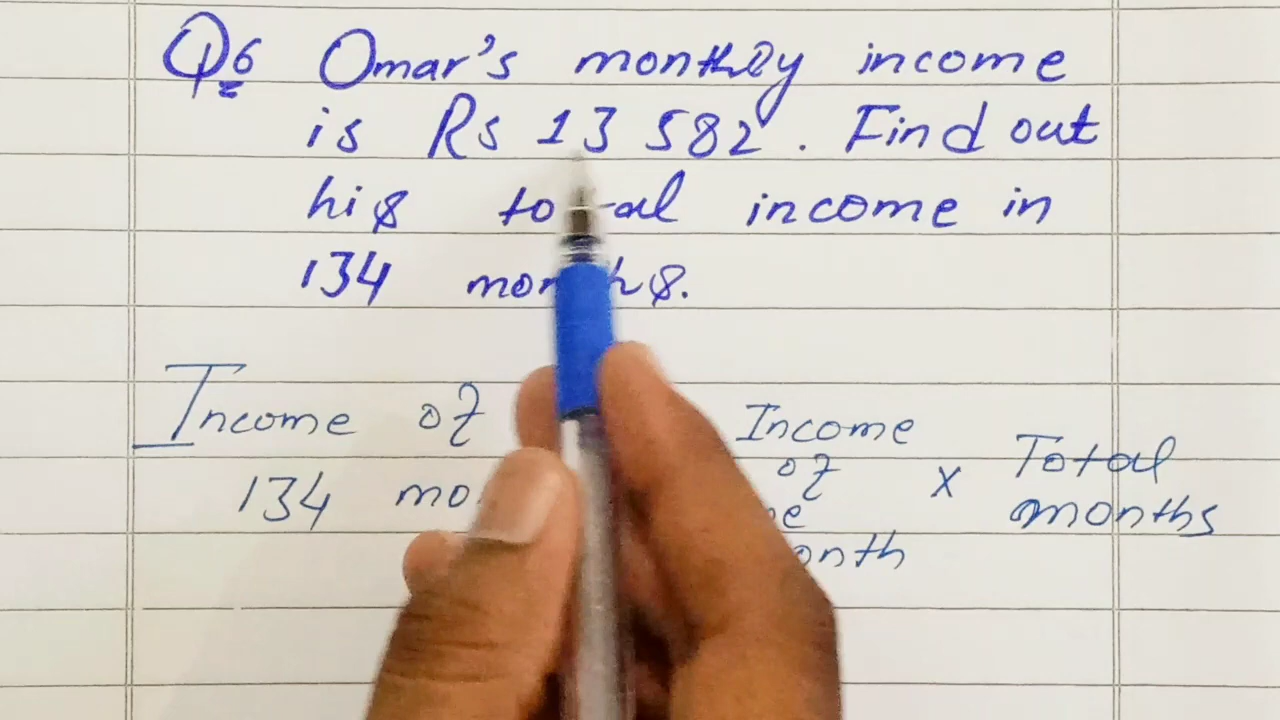 Q6 Omar's monthly income
is Rs 13 582. Find out
his income in
134
Income of Income Total
134 of x months